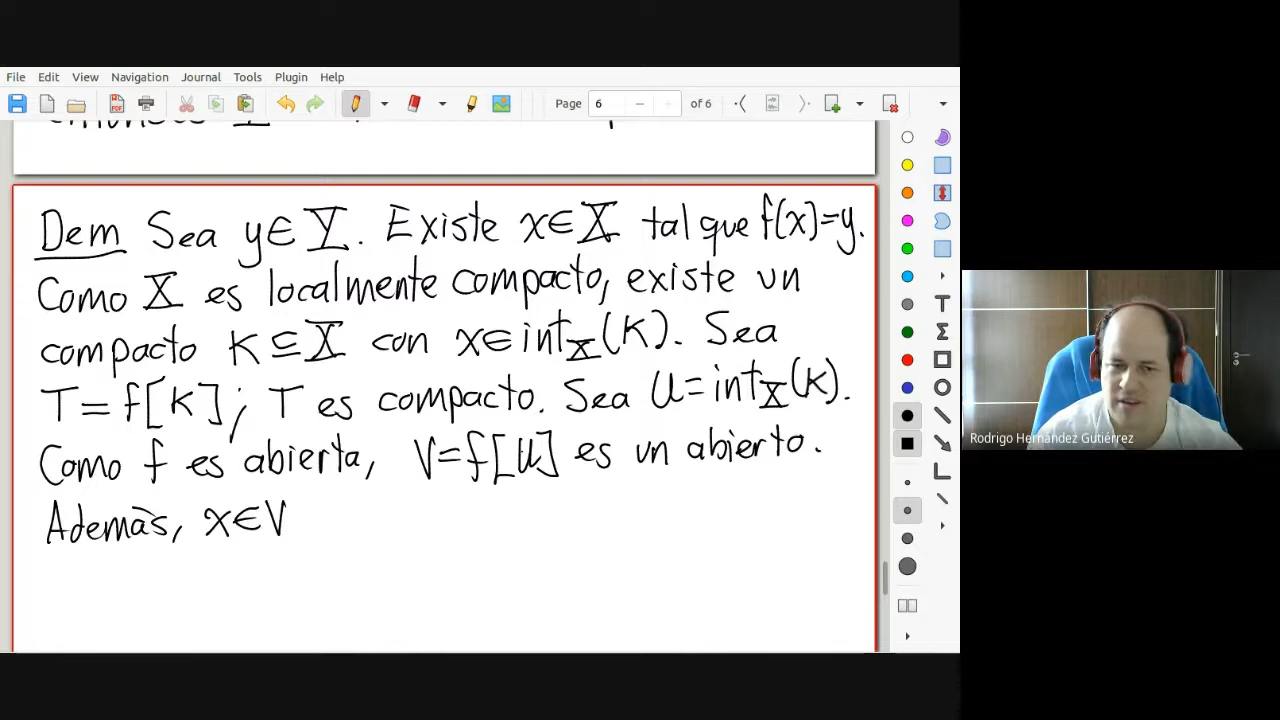 File Edit View Navigation Journal Tools Plugin Help
Page 6 of 6
Dem Sea y∈Y. Existe x∈X tal que f(x)=y.
Como X es localmente compacto, existe un
compacto K⊆X con x∈int_X(K). Sea
T=f[K]; T es compacto. Sea U=int_X(K).
Como f es abierta, V=f[U] es un abierto.
Además, x∈V
Rodrigo Hernández Gutiérrez